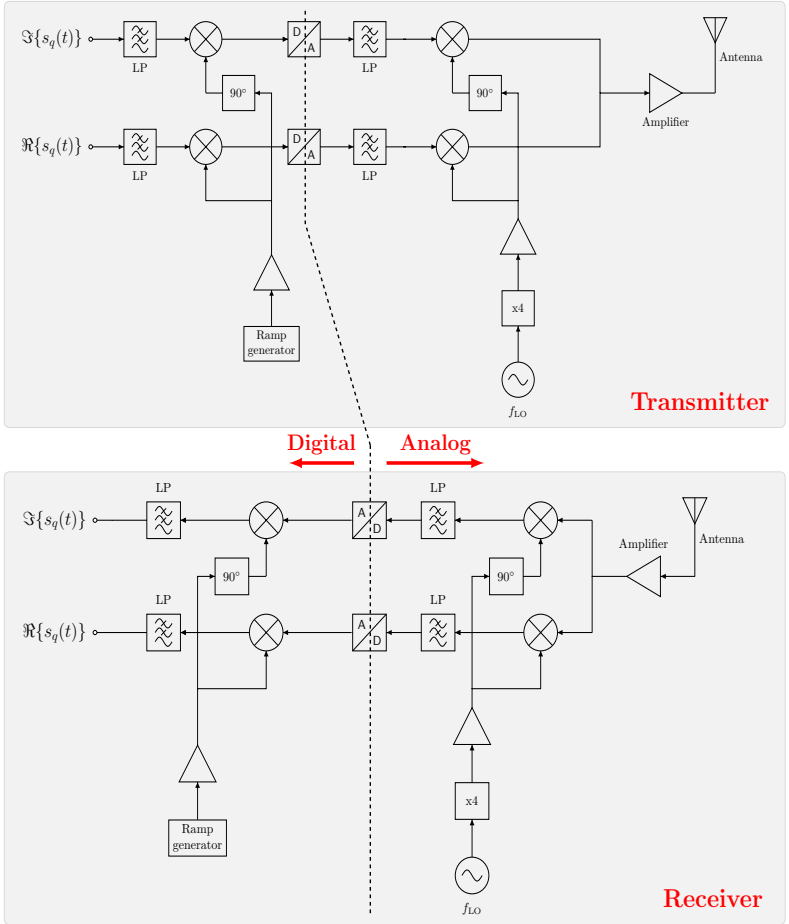 ℑ{s_q(t)}
LP
D
A
LP
90°
90°
Antenna
Amplifier
ℜ{s_q(t)}
LP
D
A
LP
x4
Ramp
generator
f_LO
Transmitter
Digital
Analog
LP
LP
ℑ{s_q(t)}
A
D
Amplifier
Antenna
90°
90°
LP
LP
ℜ{s_q(t)}
A
D
x4
Ramp
generator
f_LO
Receiver